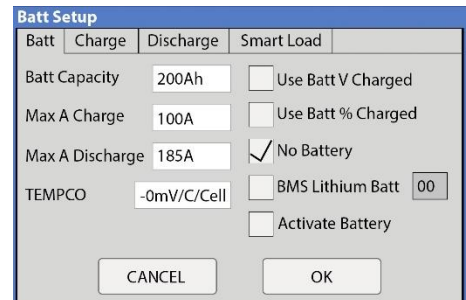 Batt Setup
Batt Charge Discharge Smart Load
Batt Capacity 200Ah Use Batt V Charged
Max A Charge 100A Use Batt % Charged
Max A Discharge 185A No Battery
TEMPCO -0mV/C/Cell BMS Lithium Batt 00
Activate Battery
CANCEL OK